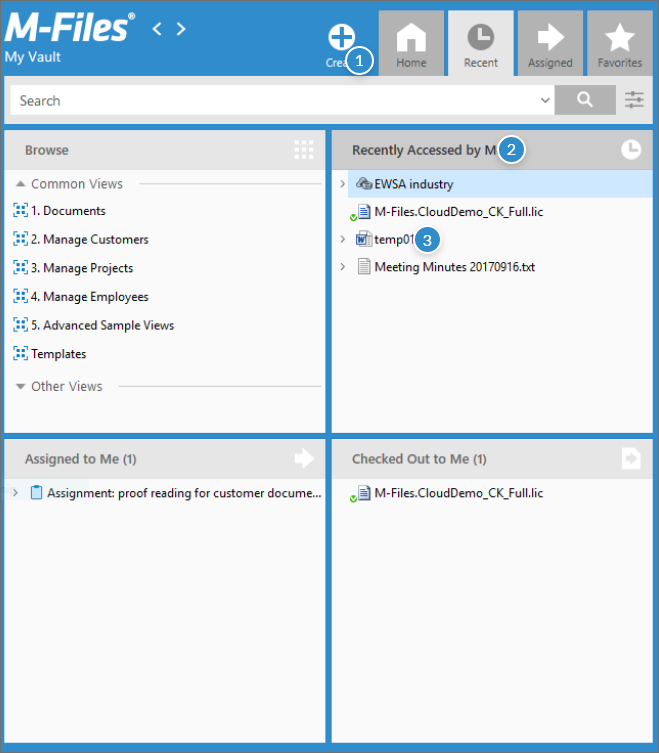 M-Files®
My Vault
1
Home
Recent
Assigned
Favorites
Search
Browse
Common Views
1. Documents
2. Manage Customers
3. Manage Projects
4. Manage Employees
5. Advanced Sample Views
Templates
Other Views
Recently Accessed by M
2
EWSA industry
M-Files.CloudDemo_CK_Full.lic
temp01
3
Meeting Minutes 20170916.txt
Assigned to Me (1)
Assignment: proof reading for customer docume...
Checked Out to Me (1)
M-Files.CloudDemo_CK_Full.lic